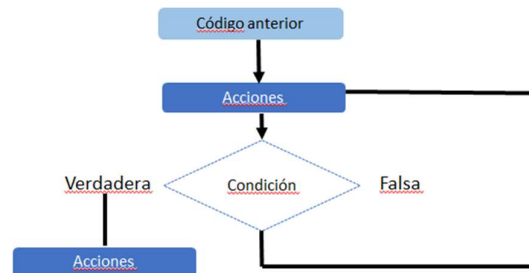 Código anterior
Acciones
Verdadera
Condición
Falsa
Acciones